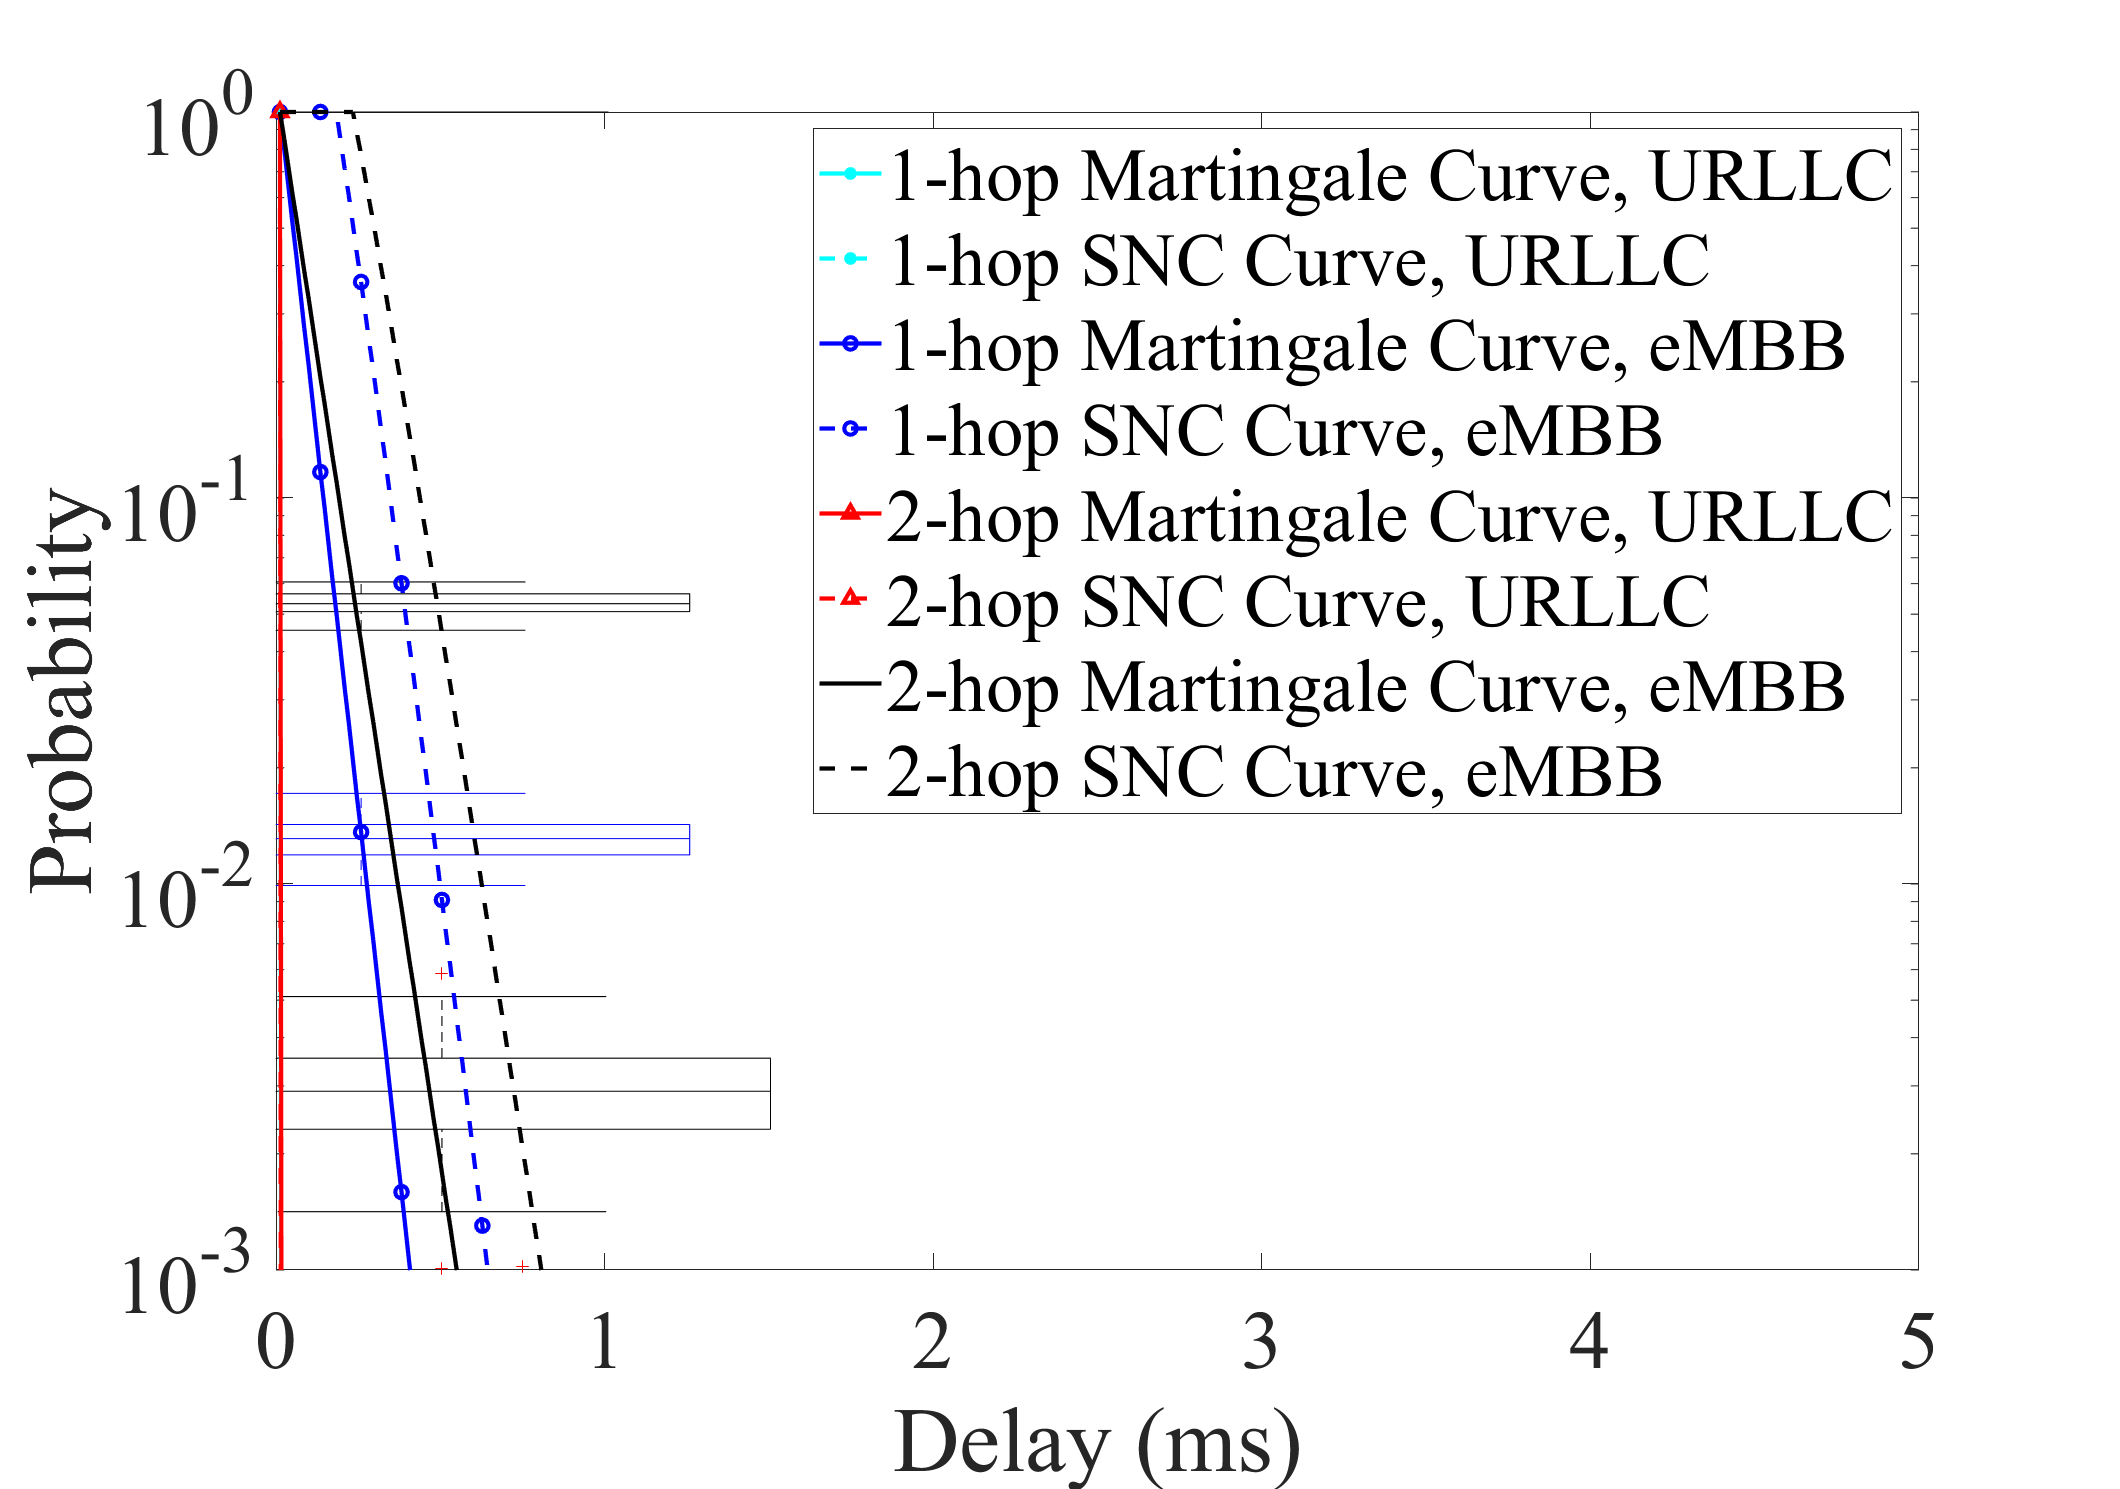 10^0
10^-1
10^-2
10^-3
Probability
1-hop Martingale Curve, URLLC
1-hop SNC Curve, URLLC
1-hop Martingale Curve, eMBB
1-hop SNC Curve, eMBB
2-hop Martingale Curve, URLLC
2-hop SNC Curve, URLLC
2-hop Martingale Curve, eMBB
2-hop SNC Curve, eMBB
0 1 2 3 4 5
Delay (ms)